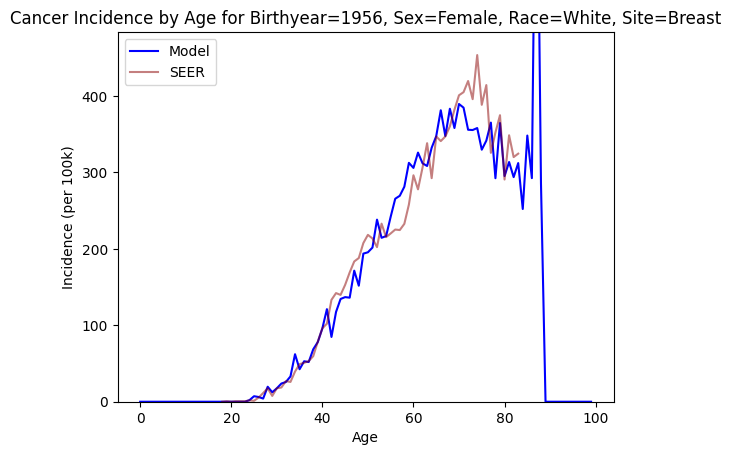 Cancer Incidence by Age for Birthyear=1956, Sex=Female, Race=White, Site=Breast
Model
SEER
400
300
200
100
0
Incidence (per 100k)
0 20 40 60 80 100
Age